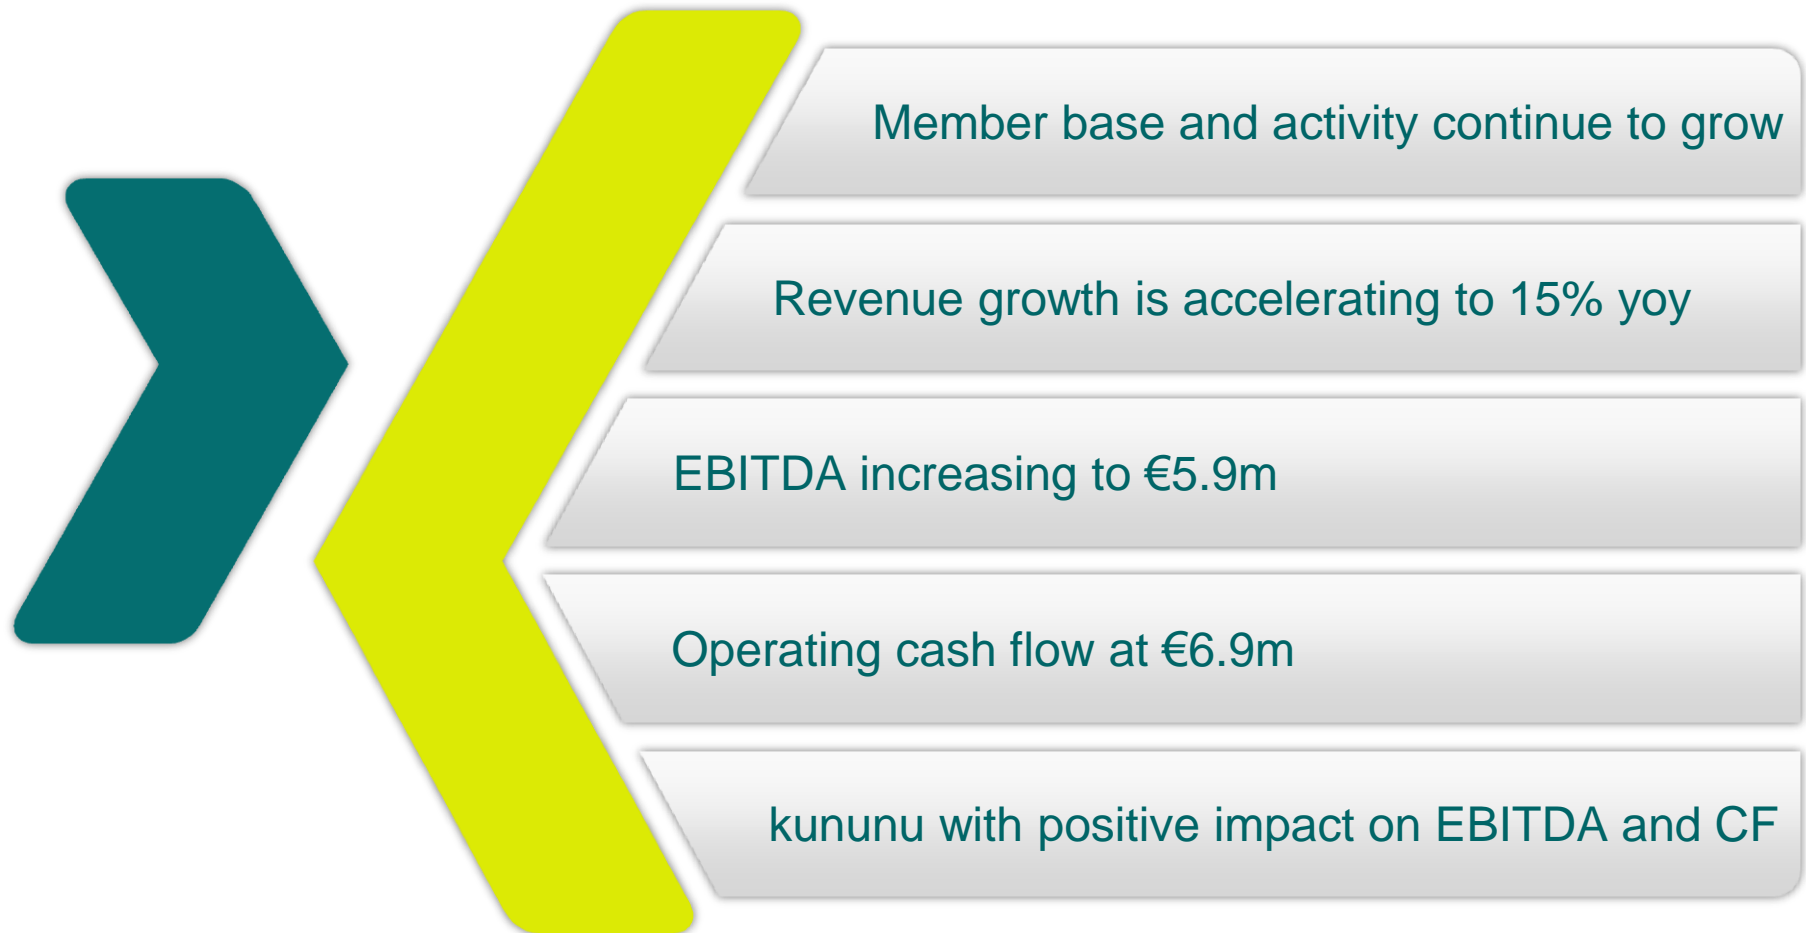 Member base and activity continue to grow
Revenue growth is accelerating to 15% yoy
EBITDA increasing to €5.9m
Operating cash flow at €6.9m
kununu with positive impact on EBITDA and CF